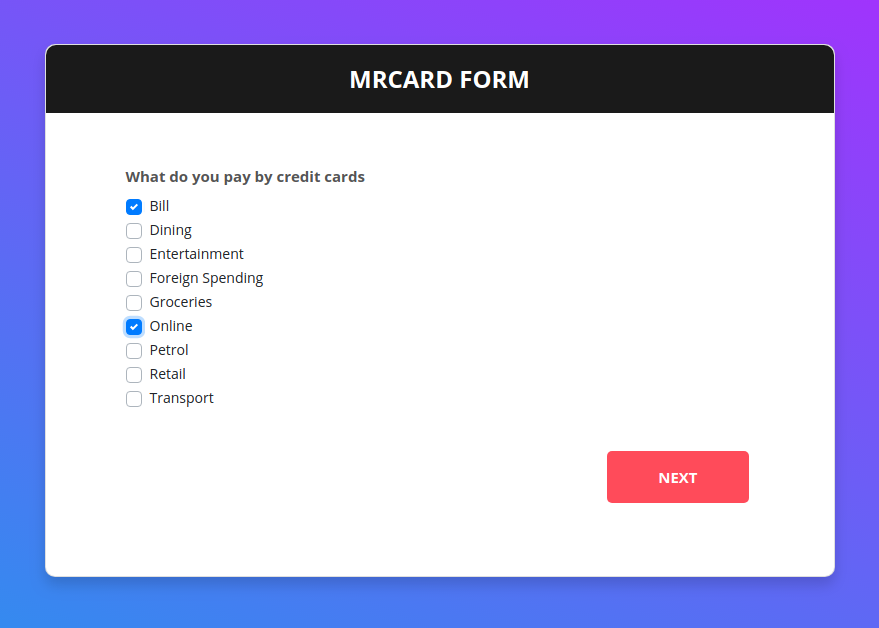 MRCARD FORM
What do you pay by credit cards
Bill
Dining
Entertainment
Foreign Spending
Groceries
Online
Petrol
Retail
Transport
NEXT